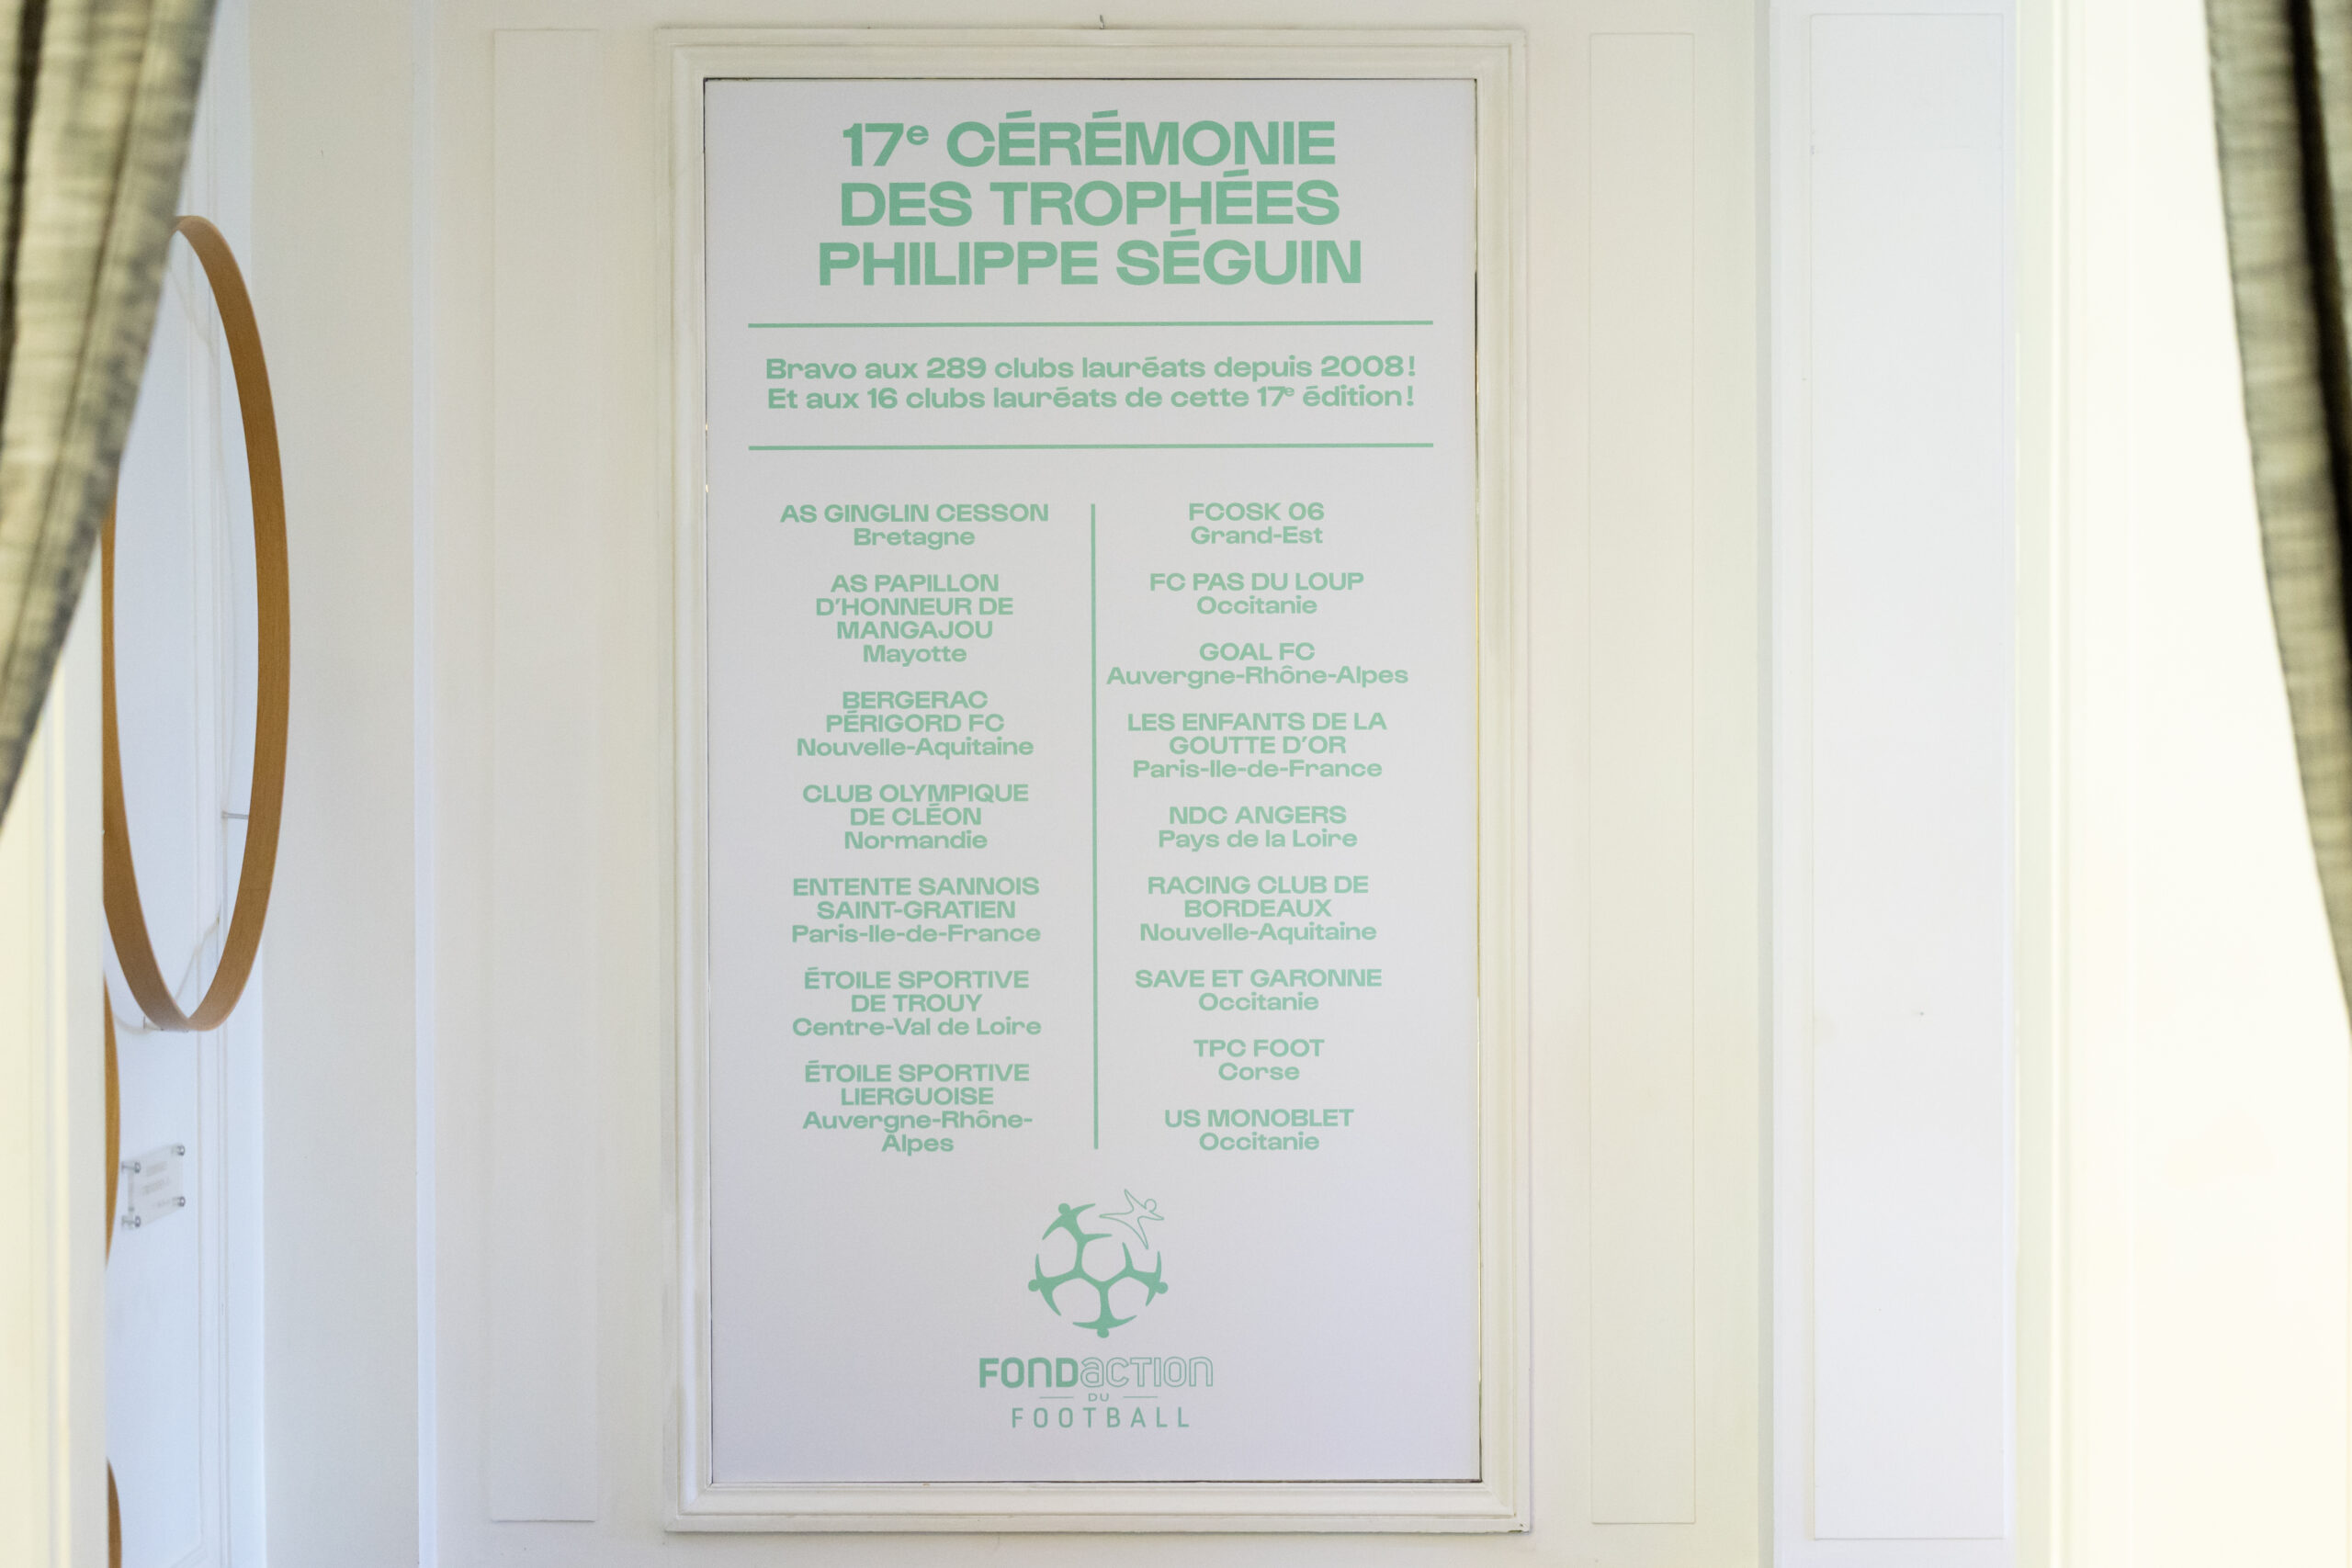 17e CÉRÉMONIE
DES TROPHÉES
PHILIPPE SÉGUIN
Bravo aux 289 clubs lauréats depuis 2008 !
Et aux 16 clubs lauréats de cette 17e édition !
AS GINGLIN CESSON
Bretagne
AS PAPILLON
D'HONNEUR DE
MANGAJOU
Mayotte
BERGERAC
PÉRIGORD FC
Nouvelle-Aquitaine
CLUB OLYMPIQUE
DE CLÉON
Normandie
ENTENTE SANNOIS
SAINT-GRATIEN
Paris-Ile-de-France
ÉTOILE SPORTIVE
DE TROUY
Centre-Val de Loire
ÉTOILE SPORTIVE
LIERGUOISE
Auvergne-Rhône-
Alpes
FCOSK 06
Grand-Est
FC PAS DU LOUP
Occitanie
GOAL FC
Auvergne-Rhône-Alpes
LES ENFANTS DE LA
GOUTTE D'OR
Paris-Ile-de-France
NDC ANGERS
Pays de la Loire
RACING CLUB DE
BORDEAUX
Nouvelle-Aquitaine
SAVE ET GARONNE
Occitanie
TPC FOOT
Corse
US MONOBLET
Occitanie
FONDaCTION
DU
FOOTBALL